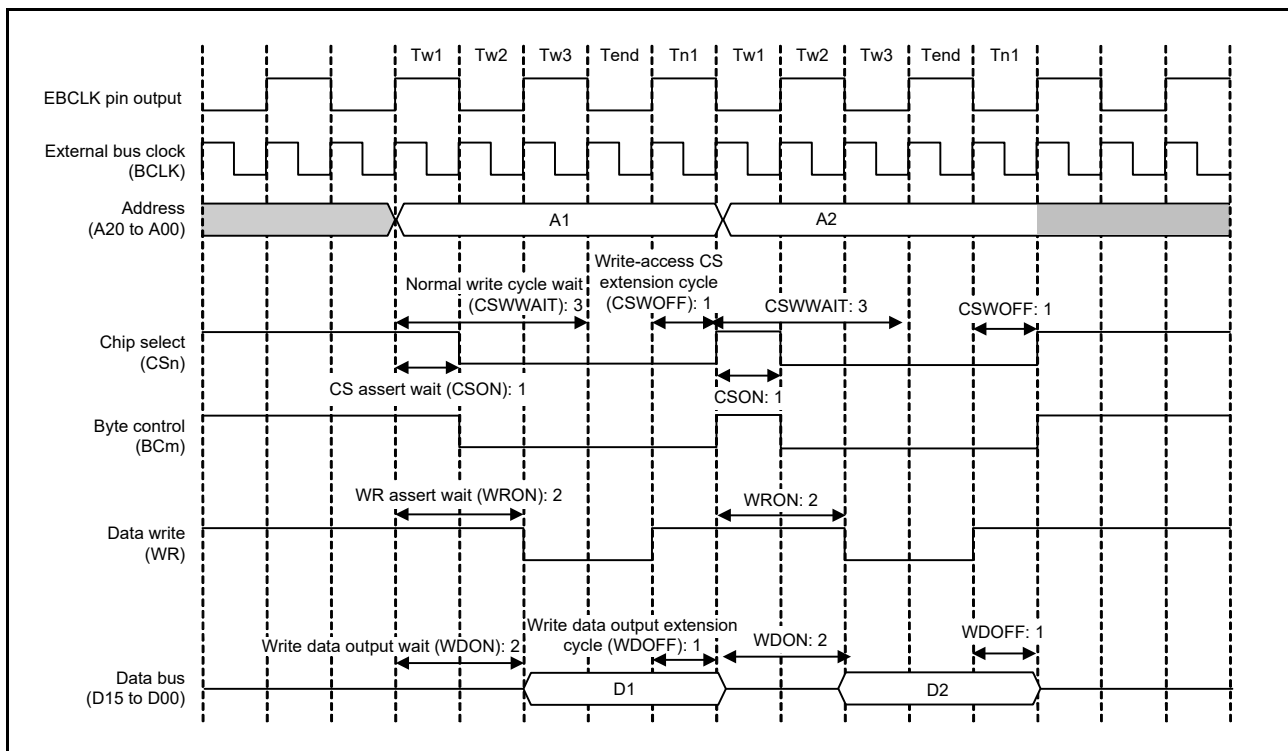 Tw1 Tw2 Tw3 Tend Tn1 Tw1 Tw2 Tw3 Tend Tn1
EBCLK pin output
External bus clock
(BCLK)
Address
(A20 to A00)
A1 A2
Normal write cycle wait
(CSWWAIT): 3
Write-access CS
extension cycle
(CSWOFF): 1
CSWWAIT: 3
CSWOFF: 1
Chip select
(CSn)
CS assert wait (CSON): 1
CSON: 1
Byte control
(BCm)
WR assert wait (WRON): 2
WRON: 2
Data write
(WR)
Write data output wait (WDON): 2
Write data output extension
cycle (WDOFF): 1
WDON: 2
WDOFF: 1
Data bus
(D15 to D00)
D1 D2